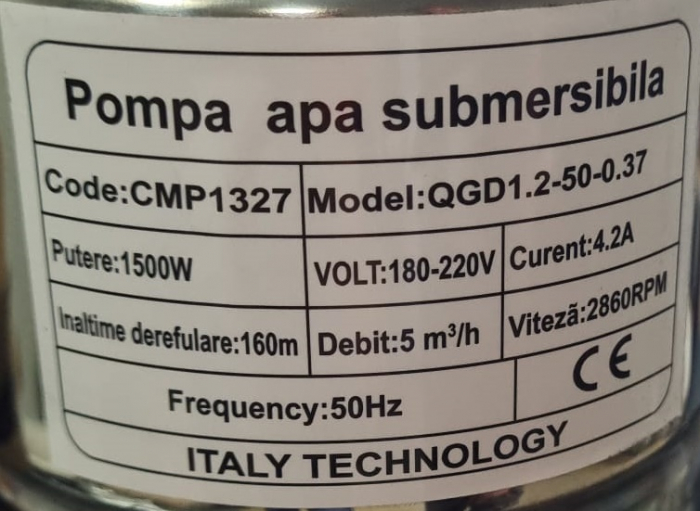 Pompa apa submersibila
Code:CMP1327 Model:QGD1.2-50-0.37
Putere:1500W VOLT:180-220V Curent:4.2A
Inaltime derefulare:160m Debit:5 m³/h Viteză:2860RPM
Frequency:50Hz CE
ITALY TECHNOLOGY